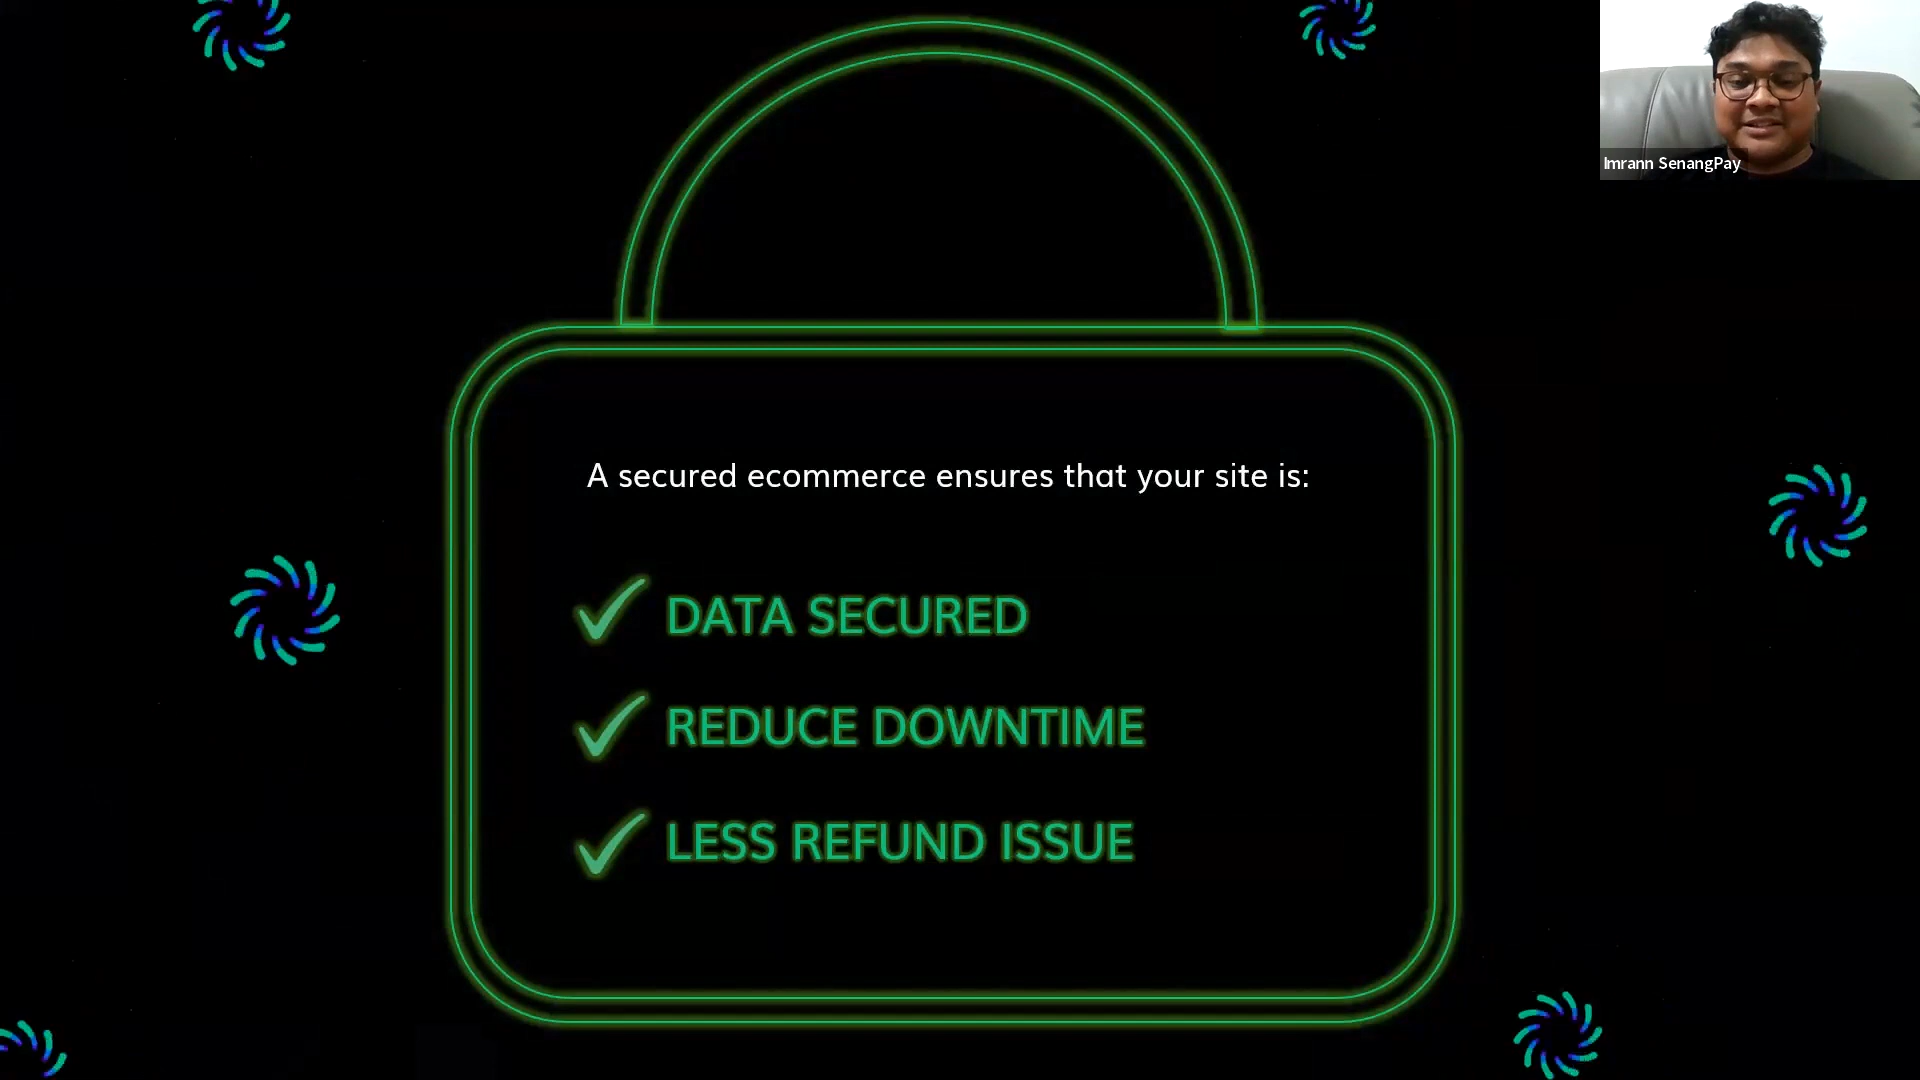 Imrann SenangPay
A secured ecommerce ensures that your site is:
DATA SECURED
REDUCE DOWNTIME
LESS REFUND ISSUE